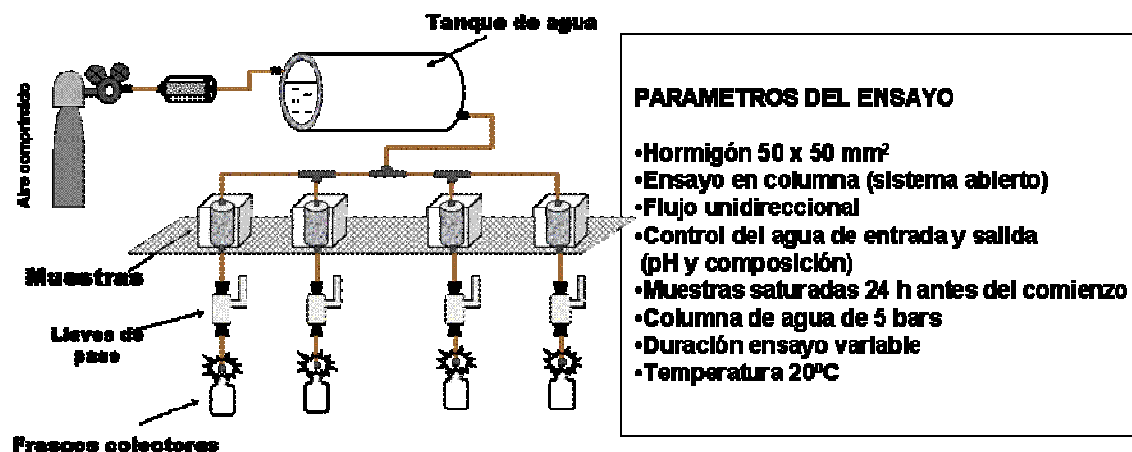 Tanque de agua
Aire comprimido
Muestras
Llaves de
paso
Frascos colectores
PARAMETROS DEL ENSAYO
•Hormigón 50 x 50 mm²
•Ensayo en columna (sistema abierto)
•Flujo unidireccional
•Control del agua de entrada y salida
(pH y composición)
•Muestras saturadas 24 h antes del comienzo
•Columna de agua de 5 bars
•Duración ensayo variable
•Temperatura 20ºC